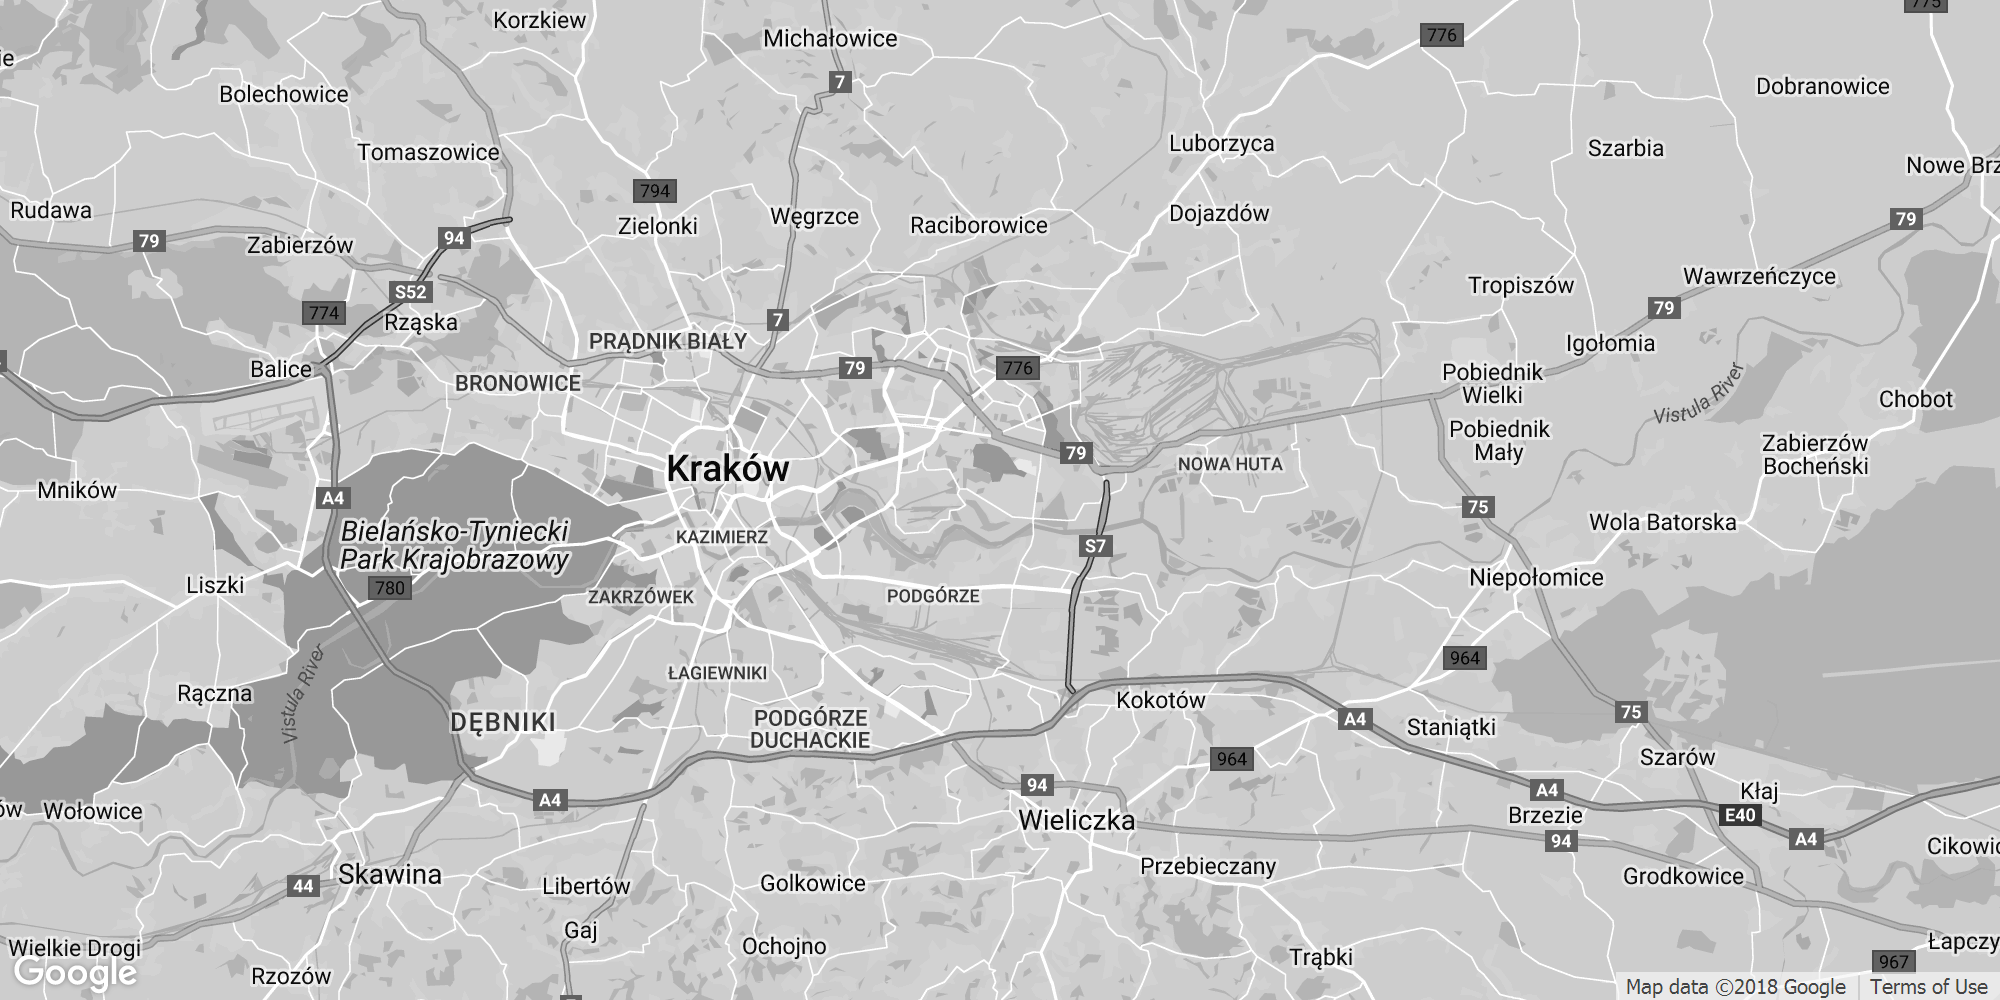 Korzkiew
Michałowice
776
7
Bolechowice
Dobranowice
Tomaszowice
Luborzyca
Szarbia
794
Rudawa
Zielonki
Węgrzce
Raciborowice
Dojazdów
79
79
Zabierzów
94
S52
774
Rząska
Tropiszów
Wawrzeńczyce
79
7
PRĄDNIK BIAŁY
Igołomia
Balice
BRONOWICE
79
776
Pobiednik
Wielki
Vistula River
Chobot
Pobiednik
Mały
Zabierzów
Bocheński
Kraków
79
NOWA HUTA
Mników
A4
75
Bielańsko-Tyniecki
Park Krajobrazowy
KAZIMIERZ
S7
Wola Batorska
Liszki
780
ZAKRZÓWEK
PODGÓRZE
Niepołomice
Rączna
Vistula River
ŁAGIEWNIKI
964
DĘBNIKI
PODGÓRZE
DUCHACKIE
Kokotów
A4
Staniątki
75
964
Szarów
Wołowice
A4
94
Wieliczka
A4
Brzezie
Kłaj
E40
94
A4
Skawina
44
Libertów
Golkowice
Przebieczany
Grodkowice
Gaj
Wielkie Drogi
Ochojno
Trąbki
967
Rzozów
Google
Map data ©2018 Google
Terms of Use